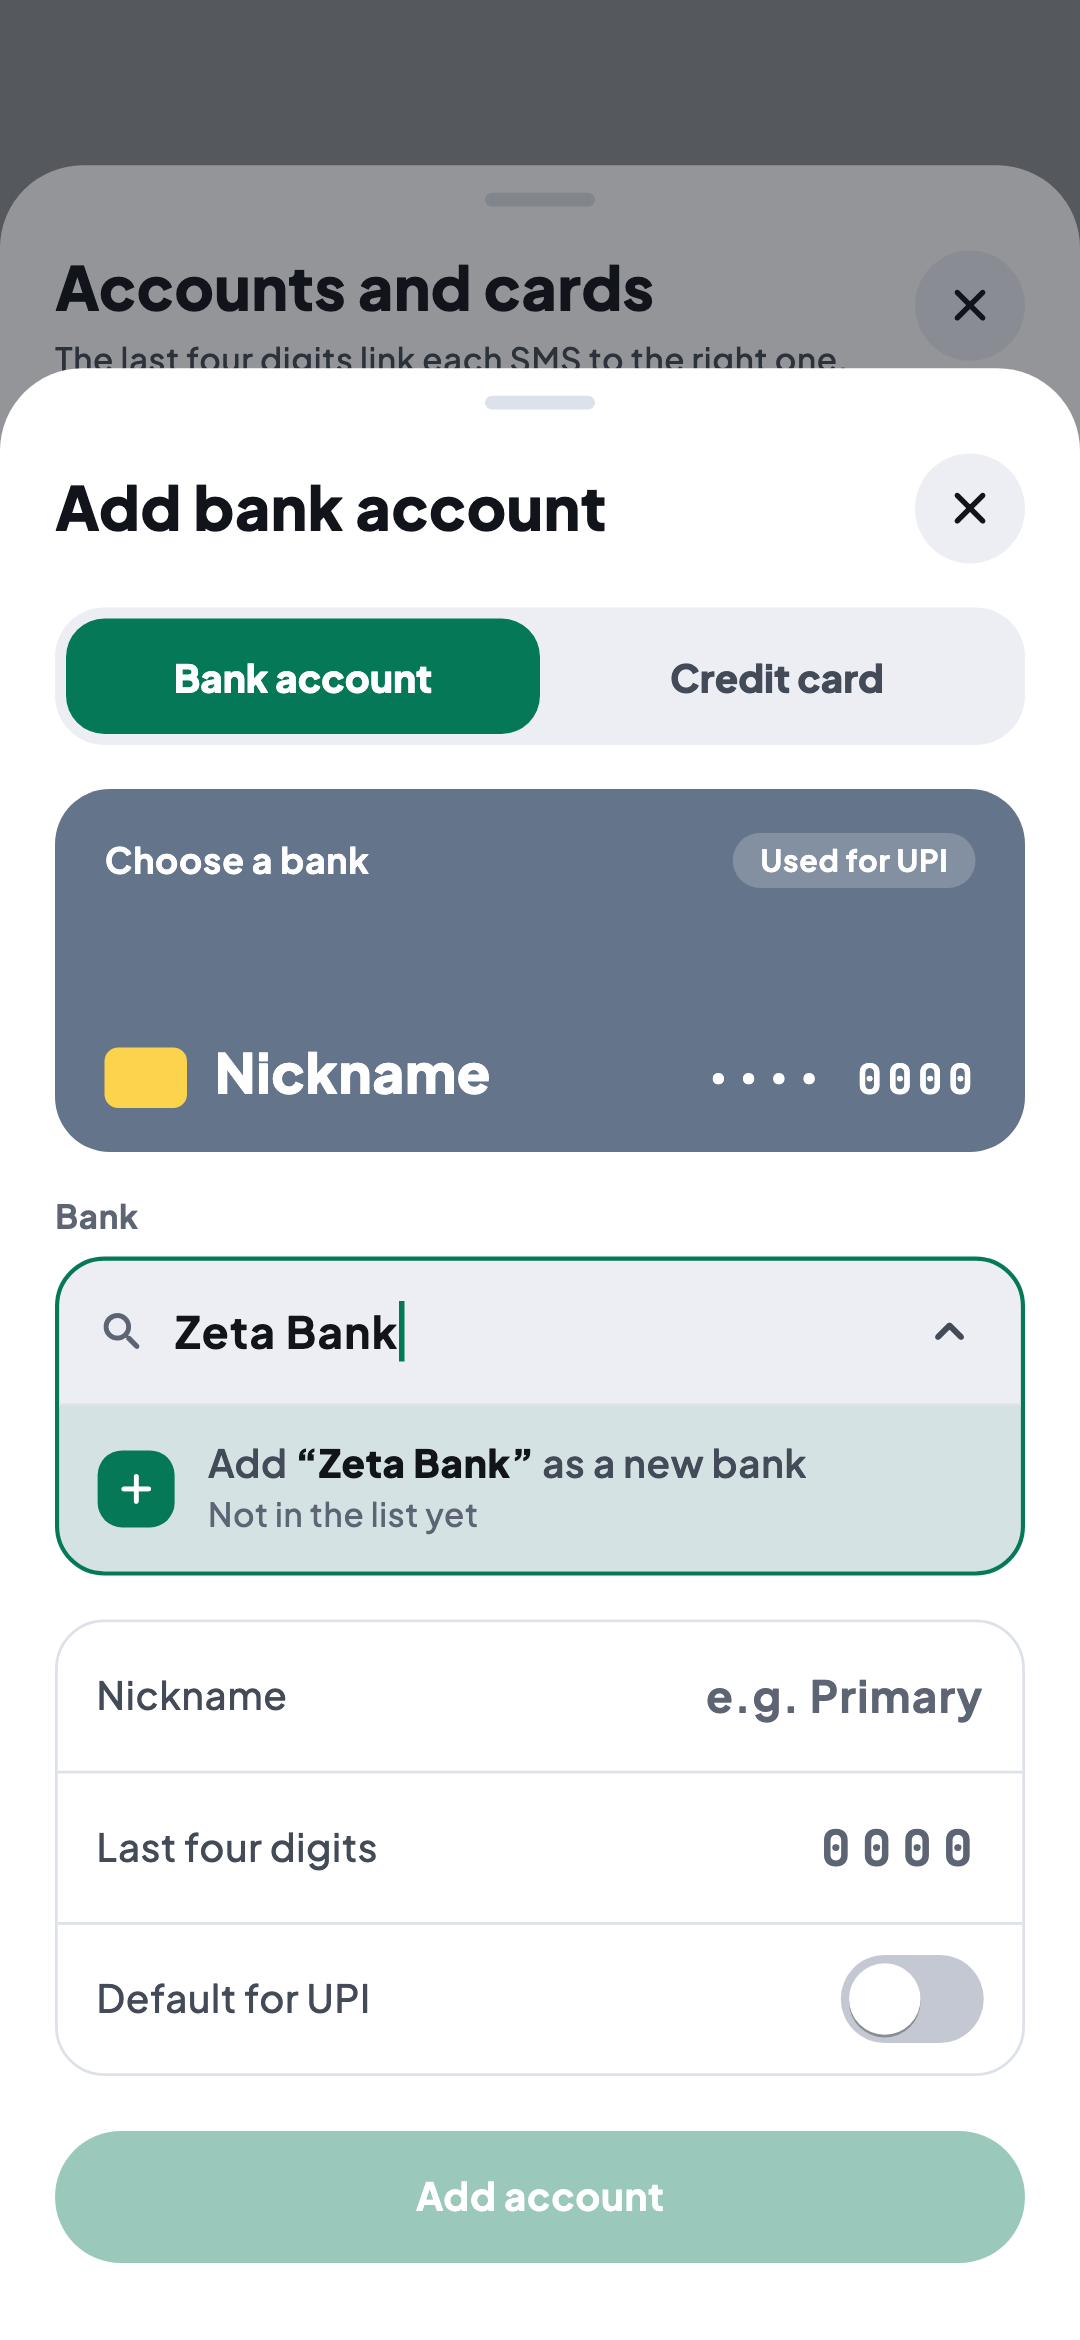 Accounts and cards
The last four digits link each SMS to the right one.
Add bank account
Bank account
Credit card
Choose a bank
Used for UPI
Nickname
•••• 0000
Bank
Zeta Bank
Add “Zeta Bank” as a new bank
Not in the list yet
Nickname
e.g. Primary
Last four digits
0000
Default for UPI
Add account